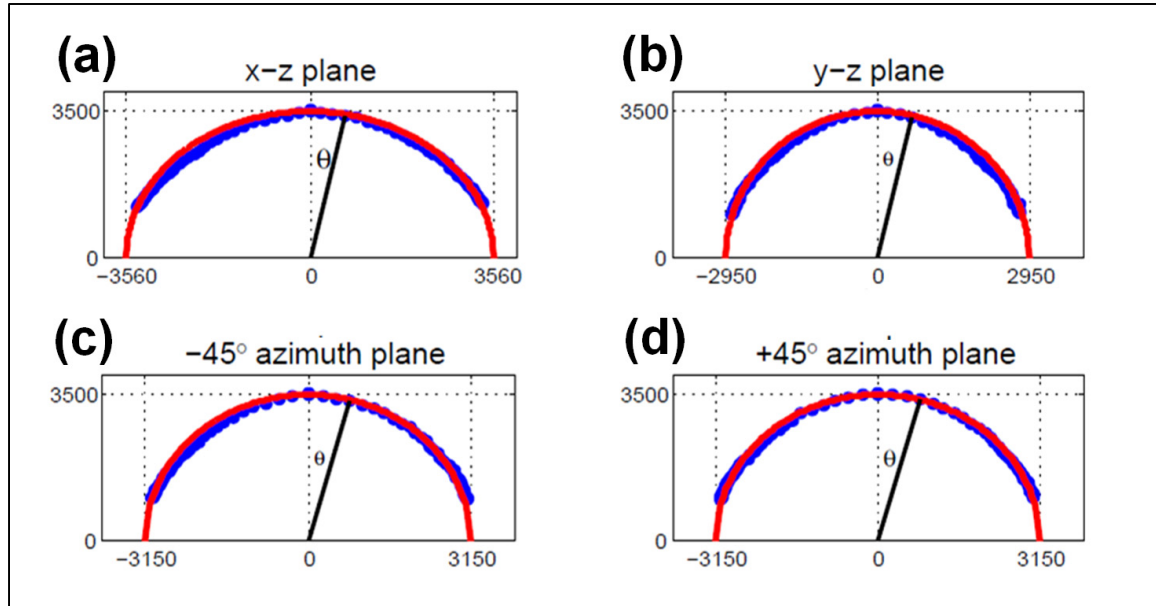 (a)
x−z plane
3500
θ
0
−3560 0 3560
(b)
y−z plane
3500
θ
0
−2950 0 2950
(c)
−45° azimuth plane
3500
θ
0
−3150 0 3150
(d)
+45° azimuth plane
3500
θ
0
−3150 0 3150